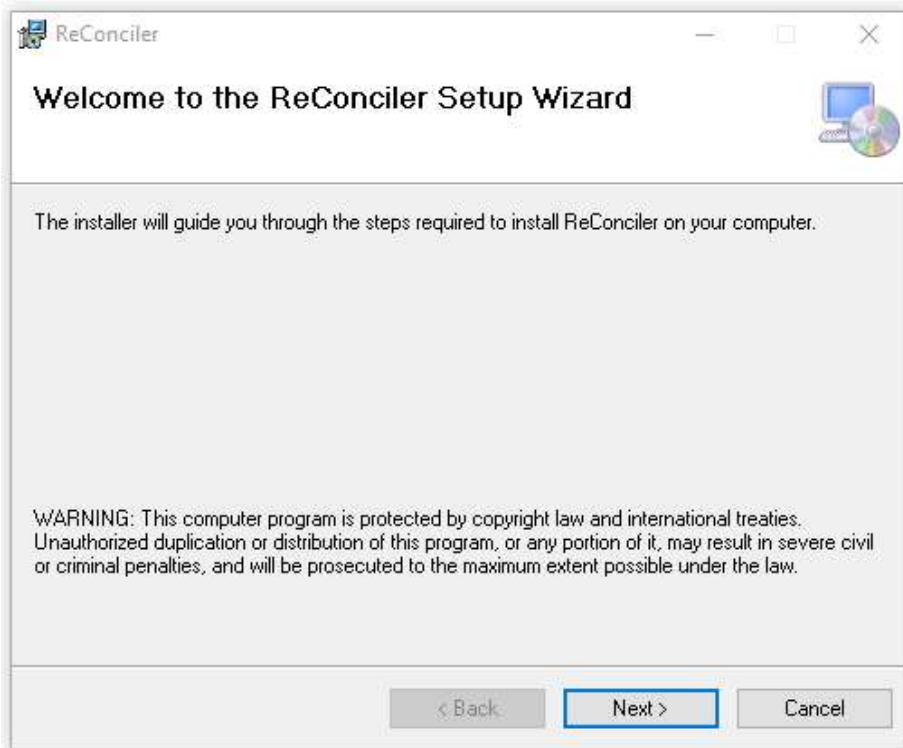 ReConciler
Welcome to the ReConciler Setup Wizard
The installer will guide you through the steps required to install ReConciler on your computer.
WARNING: This computer program is protected by copyright law and international treaties.
Unauthorized duplication or distribution of this program, or any portion of it, may result in severe civil
or criminal penalties, and will be prosecuted to the maximum extent possible under the law.
< Back
Next >
Cancel